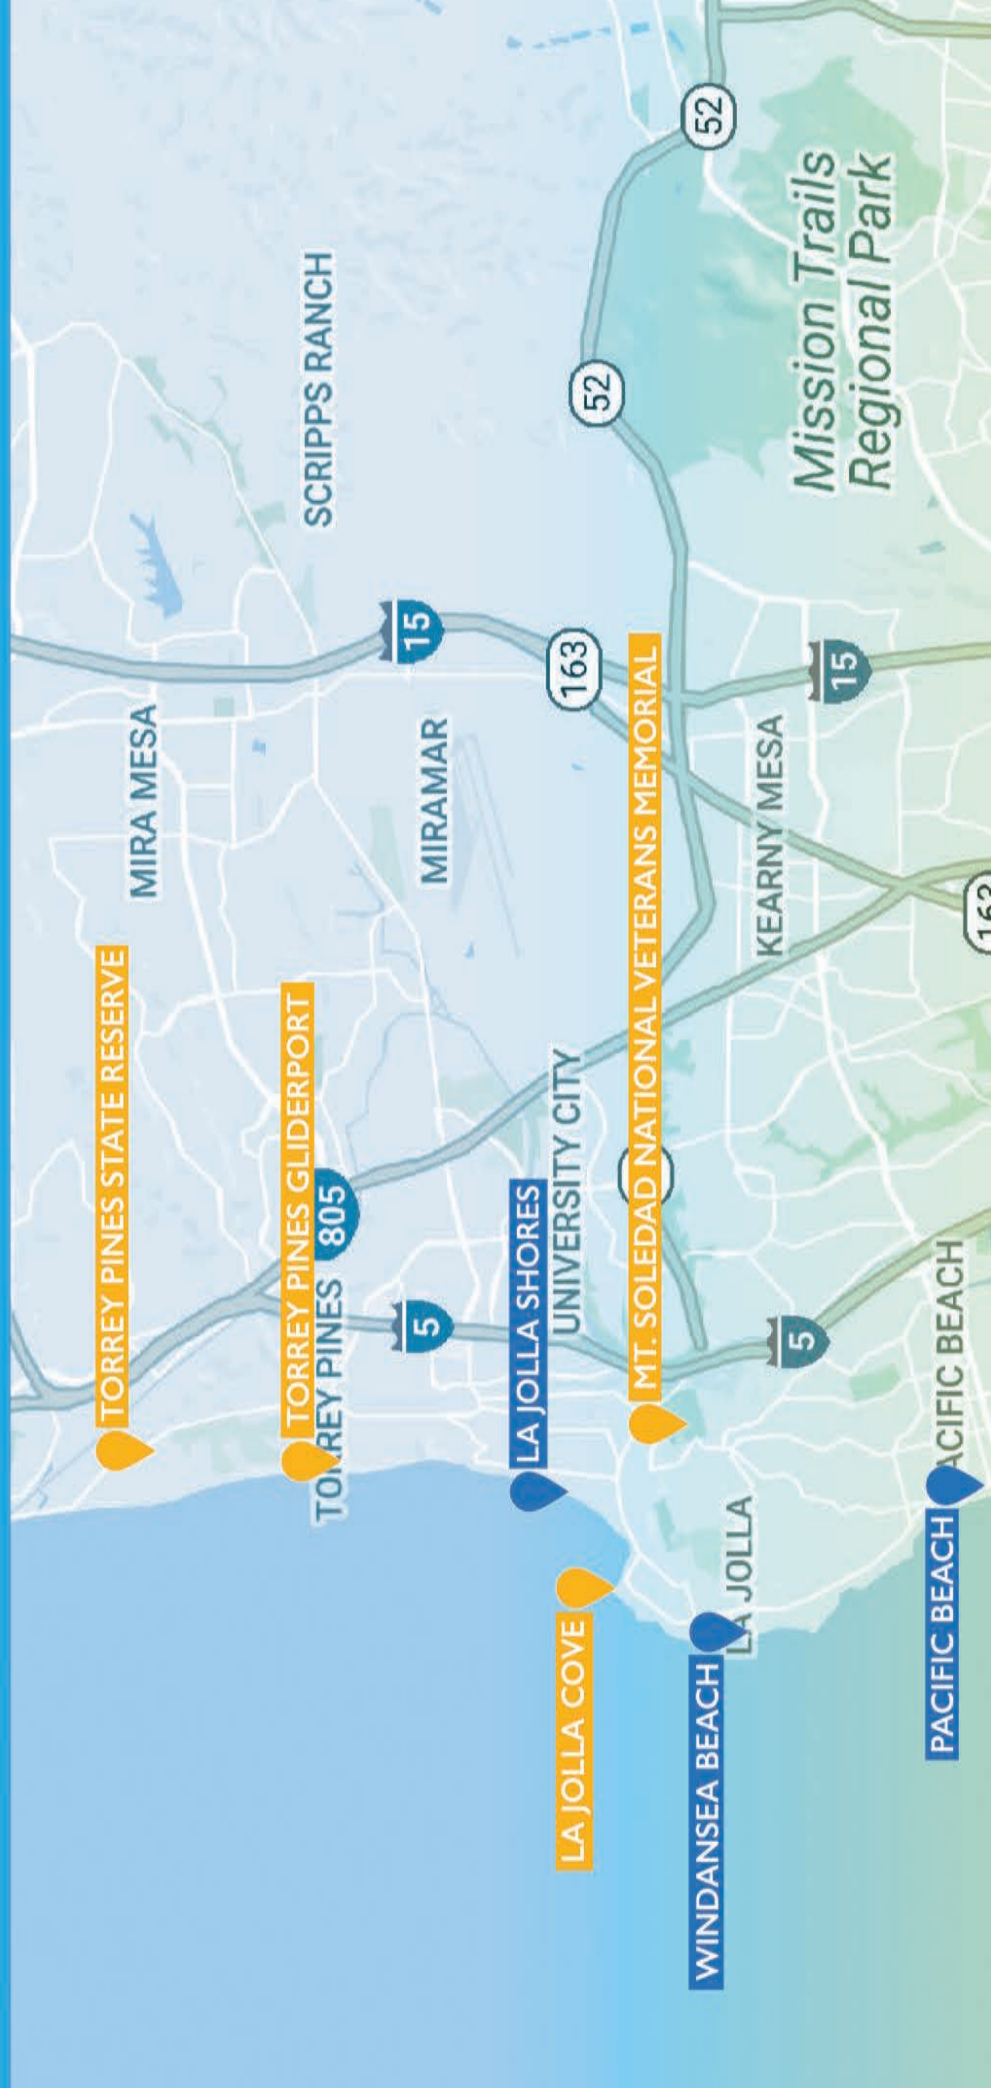 TORREY PINES STATE RESERVE
MIRA MESA
TORREY PINES GLIDERPORT
TORREY PINES
805
SCRIPPS RANCH
15
5
MIRAMAR
LA JOLLA SHORES
UNIVERSITY CITY
163
52
LA JOLLA COVE
MT. SOLEDAD NATIONAL VETERANS MEMORIAL
52
WINDANSEA BEACH
LA JOLLA
5
KEARNY MESA
15
Mission Trails
Regional Park
PACIFIC BEACH
PACIFIC BEACH
163